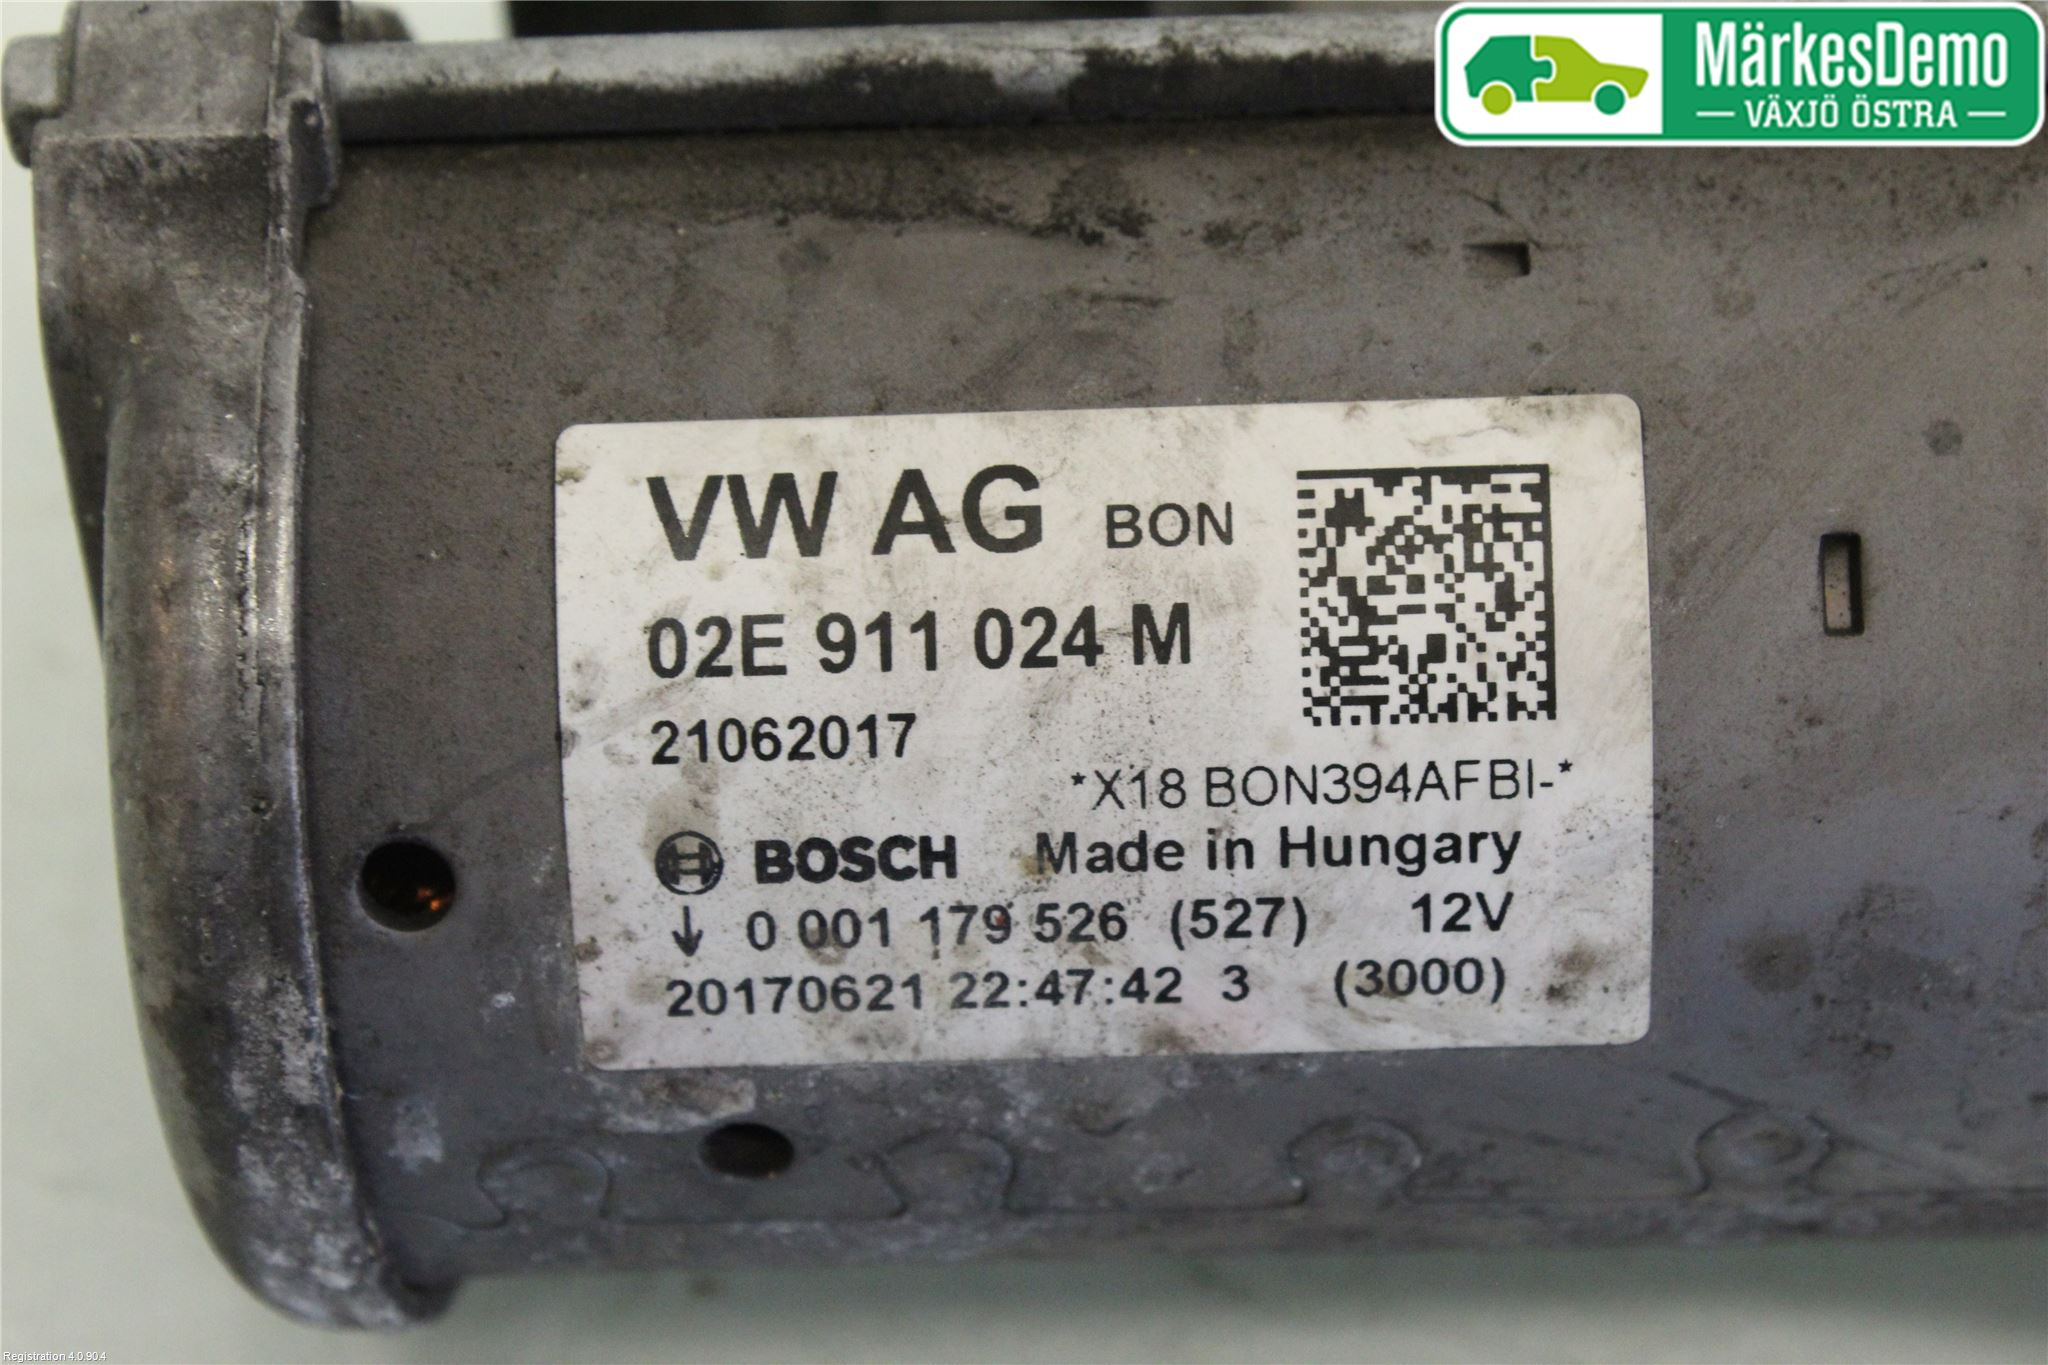 MärkesDemo
VÄXJÖ ÖSTRA
VW AG BON
02E 911 024 M
21062017
*X18 BON394AFBI-*
BOSCH Made in Hungary
↓ 0 001 179 526 (527) 12V
20170621 22:47:42 3 (3000)
Registration 4.0.90.4